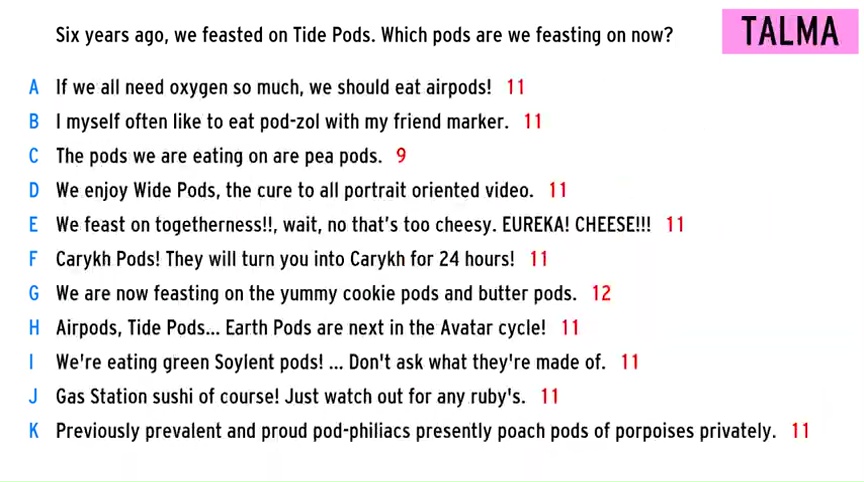 Six years ago, we feasted on Tide Pods. Which pods are we feasting on now?
TALMA
A If we all need oxygen so much, we should eat airpods! 11
B I myself often like to eat pod-zol with my friend marker. 11
C The pods we are eating on are pea pods. 9
D We enjoy Wide Pods, the cure to all portrait oriented video. 11
E We feast on togetherness!!, wait, no that's too cheesy. EUREKA! CHEESE!!! 11
F Carykh Pods! They will turn you into Carykh for 24 hours! 11
G We are now feasting on the yummy cookie pods and butter pods. 12
H Airpods, Tide Pods... Earth Pods are next in the Avatar cycle! 11
I We're eating green Soylent pods! ... Don't ask what they're made of. 11
J Gas Station sushi of course! Just watch out for any ruby's. 11
K Previously prevalent and proud pod-philiacs presently poach pods of porpoises privately. 11